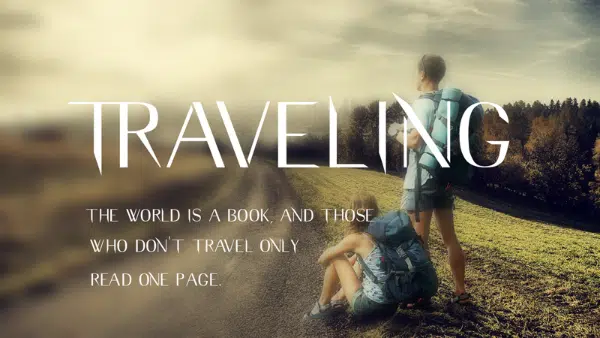 TRAVELING
THE WORLD IS A BOOK, AND THOSE
WHO DON'T TRAVEL ONLY
READ ONE PAGE.